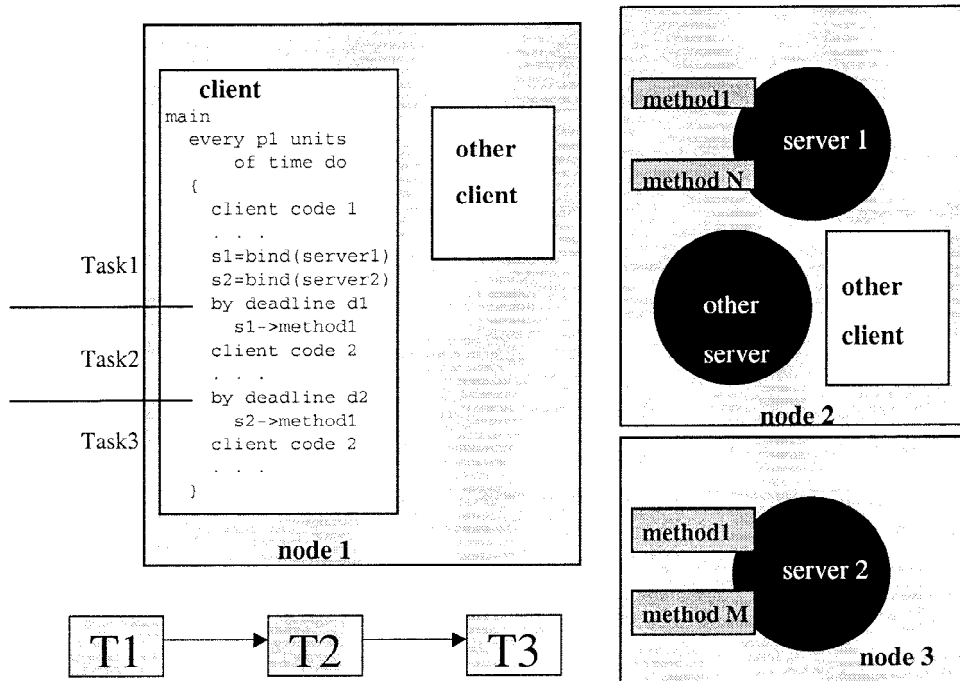 client
main
every p1 units
of time do
{
client code 1
. . .
s1=bind(server1)
s2=bind(server2)
by deadline d1
s1->method1
client code 2
. . .
by deadline d2
s2->method1
client code 2
. . .
}
Task1
Task2
Task3
other
client
node 1
method1
server 1
method N
other
server
other
client
node 2
method1
server 2
method M
node 3
T1
T2
T3